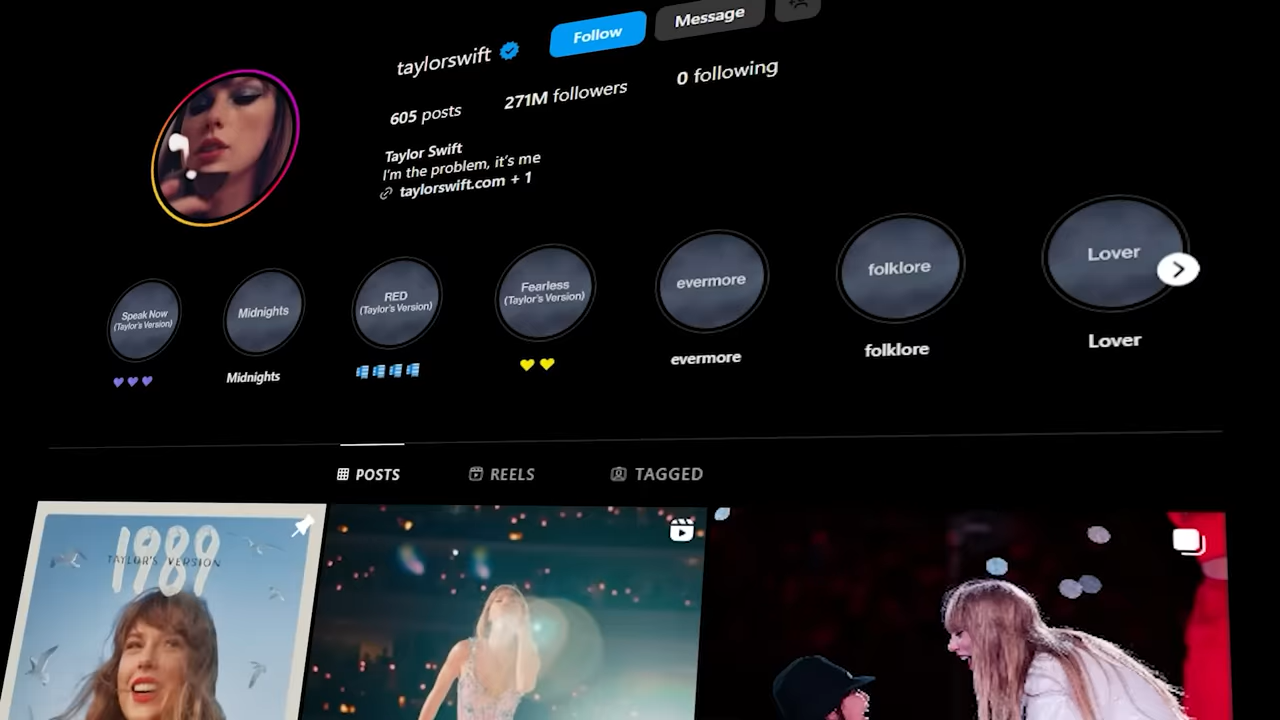 taylorswift
Follow
Message
605 posts
271M followers
0 following
Taylor Swift
I'm the problem, it's me
taylorswift.com + 1
Speak Now
(Taylor's Version)
Midnights
RED
(Taylor's Version)
Fearless
(Taylor's Version)
evermore
folklore
Lover
Midnights
evermore
folklore
Lover
POSTS
REELS
TAGGED
1989
TAYLOR'S VERSION